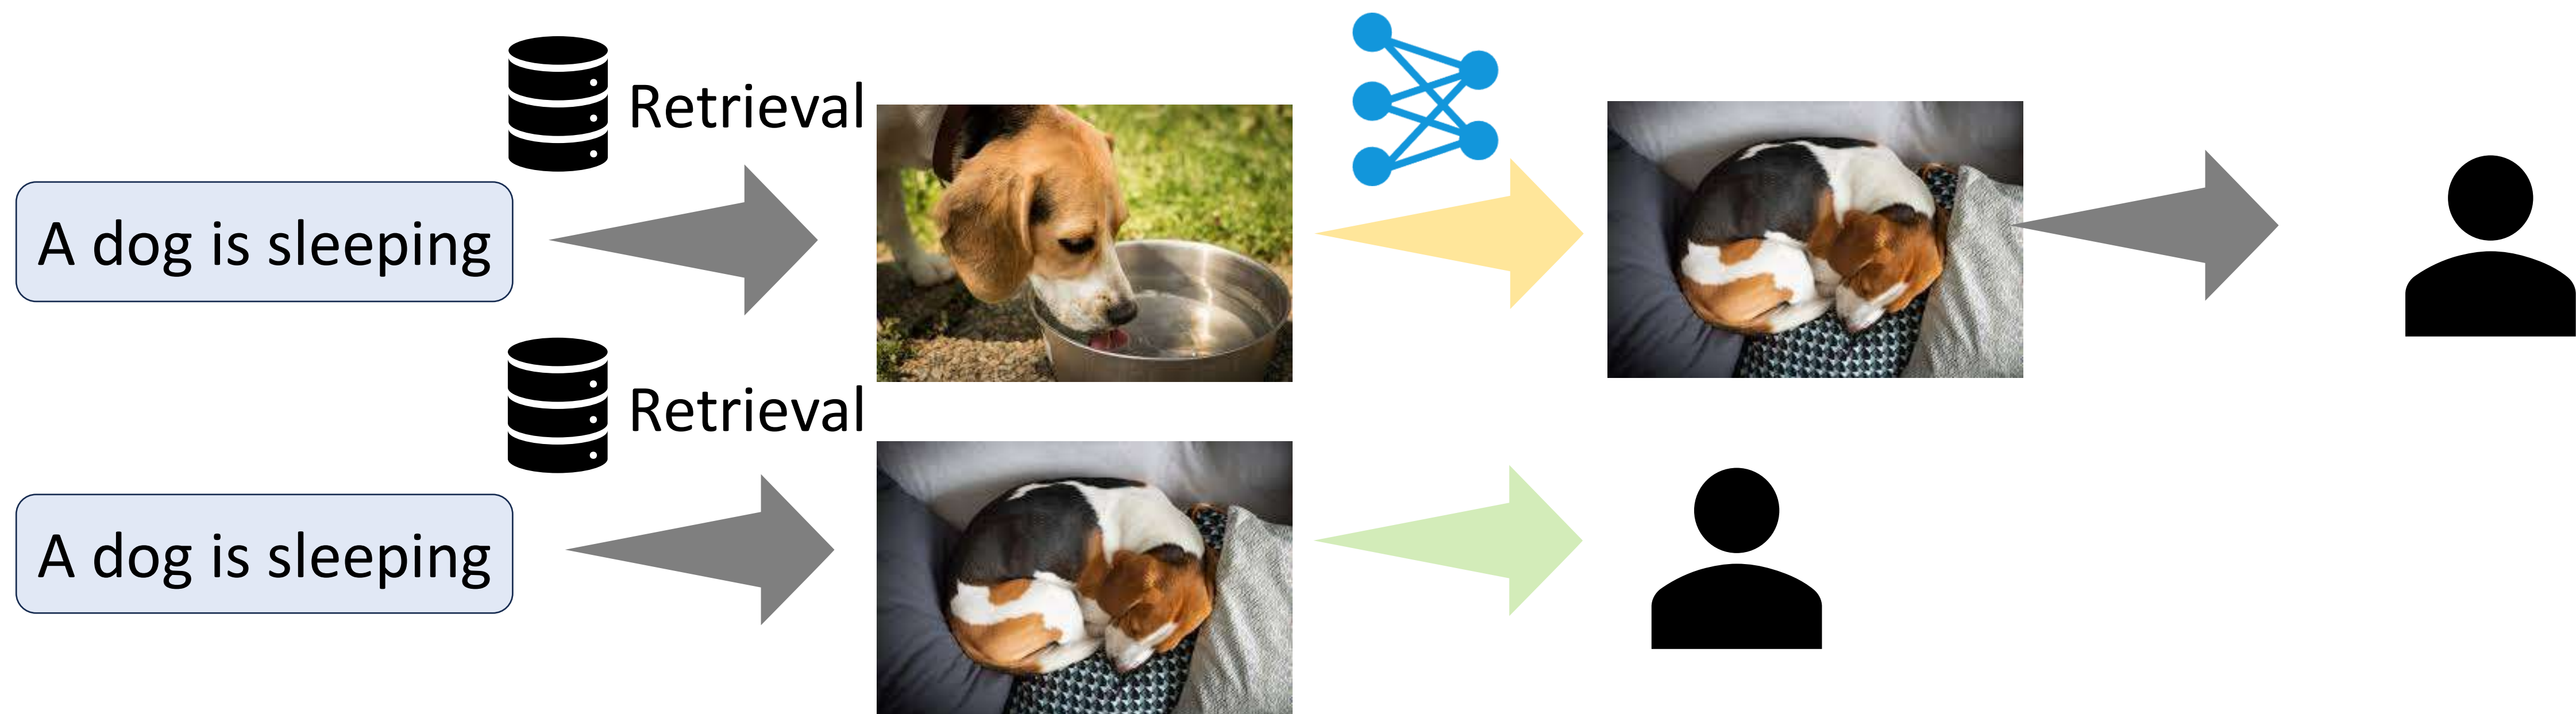 Retrieval
A dog is sleeping
Retrieval
A dog is sleeping